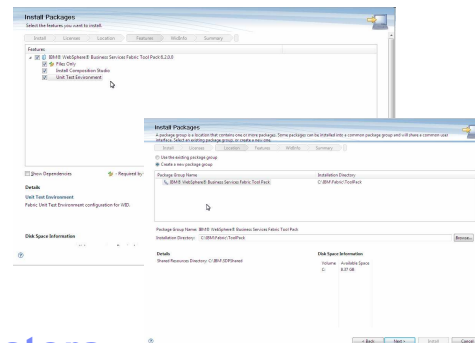 Install Packages
Select the features you want to install.
Install Licenses Location Features WebInfo Summary
Features
IBM® WebSphere® Business Services Fabric Tool Pack 6.2.0.0
Files Only
Install Composition Studio
Unit Test Environment
Show Dependencies - Required by
Details
Unit Test Environment
Fabric Unit Test Environment configuration for WID.
Disk Space Information
Install Packages
A package group is a location that contains one or more packages. Some packages can be installed into a common package group and will share a common user
interface. Select an existing package group, or create a new one.
Install Licenses Location Features WebInfo Summary
Use the existing package group
Create a new package group
Package Group Name Installation Directory
IBM® WebSphere® Business Services Fabric Tool Pack C:\IBM\Fabric\ToolPack
Package Group Name: IBM® WebSphere® Business Services Fabric Tool Pack
Installation Directory: C:\IBM\Fabric\ToolPack Browse...
Details Disk Space Information
Shared Resources Directory: C:\IBM\SDPShared Volume Available Space
C: 8.37 GB
< Back Next > Install Cancel